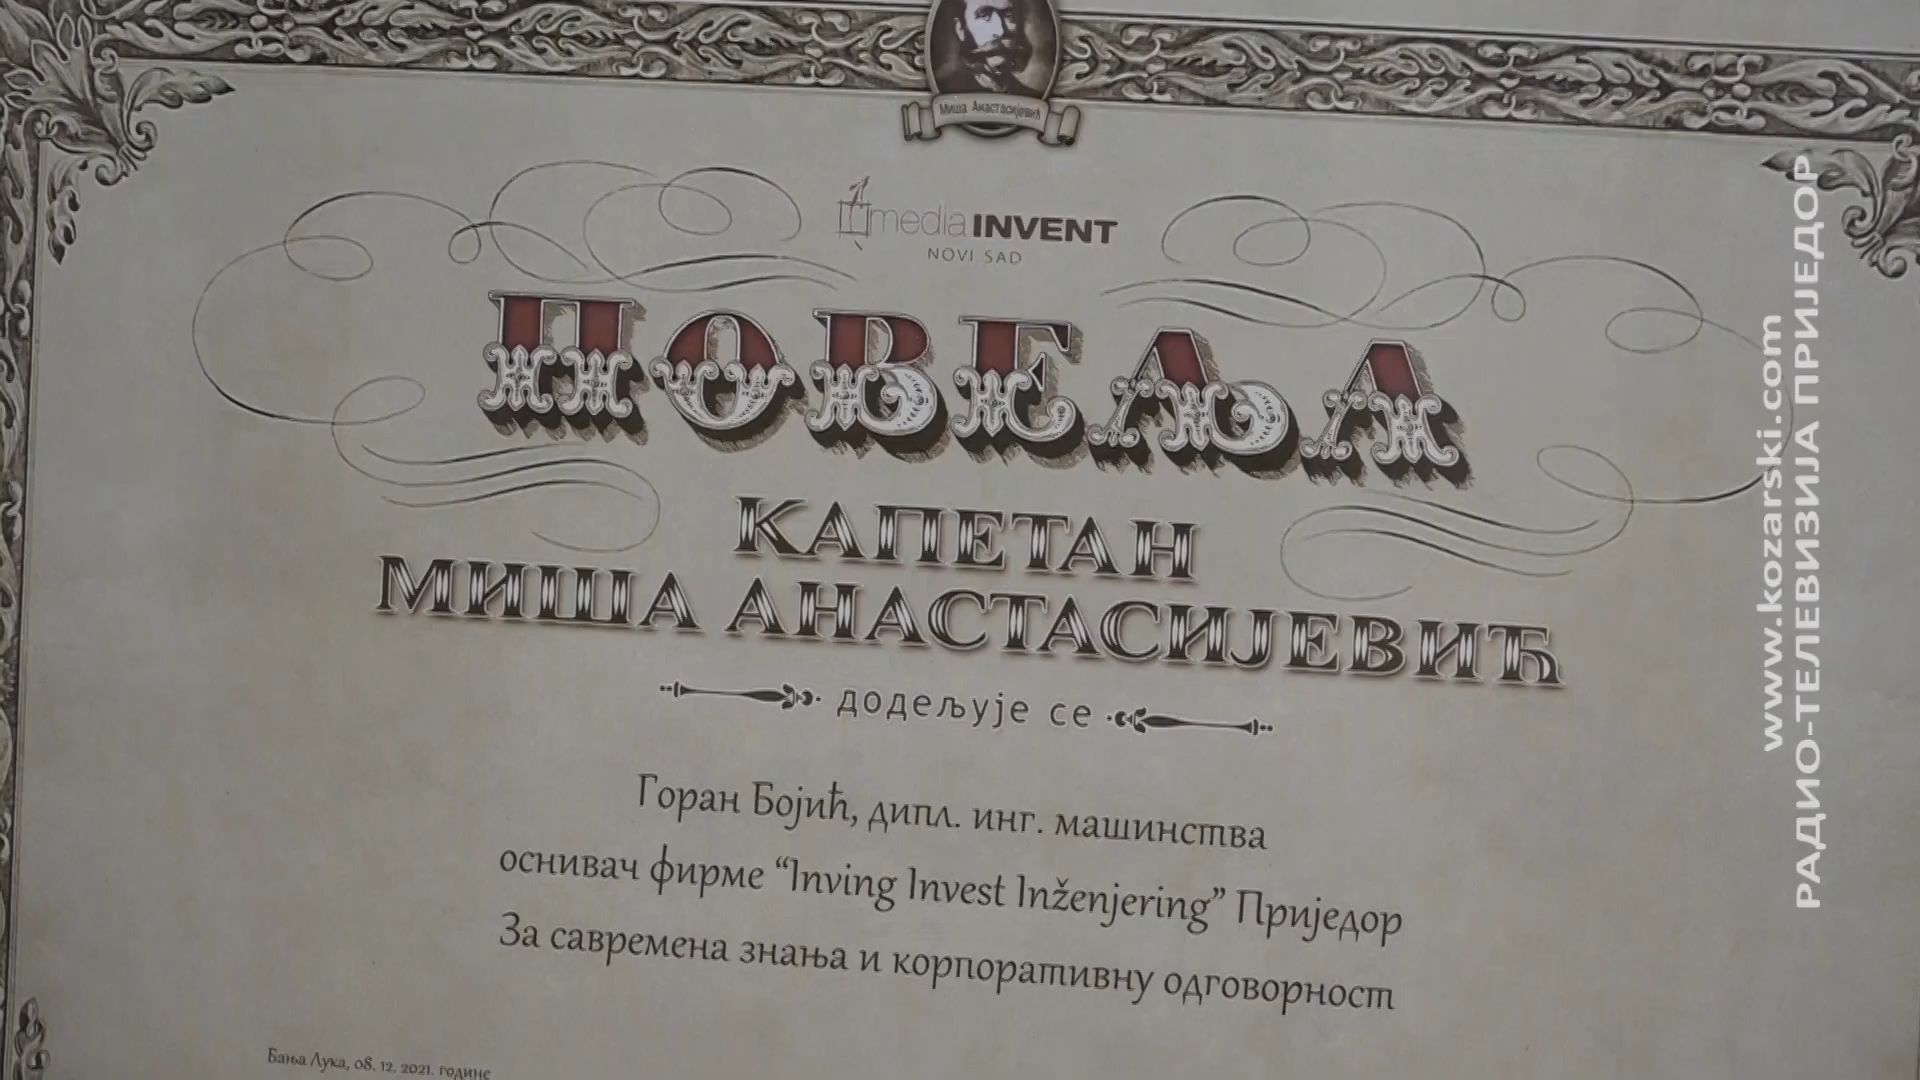 Миша Анастасијевић
media INVENT
NOVI SAD
ПОВЕЉА
КАПЕТАН
МИША АНАСТАСИЈЕВИЋ
додељује се
Горан Бојић, дипл. инг. машинства
оснивач фирме “Inving Invest Inženjering” Приједор
За савремена знања и корпоративну одговорност
Бања Лука, 08. 12. 2021. године
www.kozarski.com
РАДИО-ТЕЛЕВИЗИЈА ПРИЈЕДОР